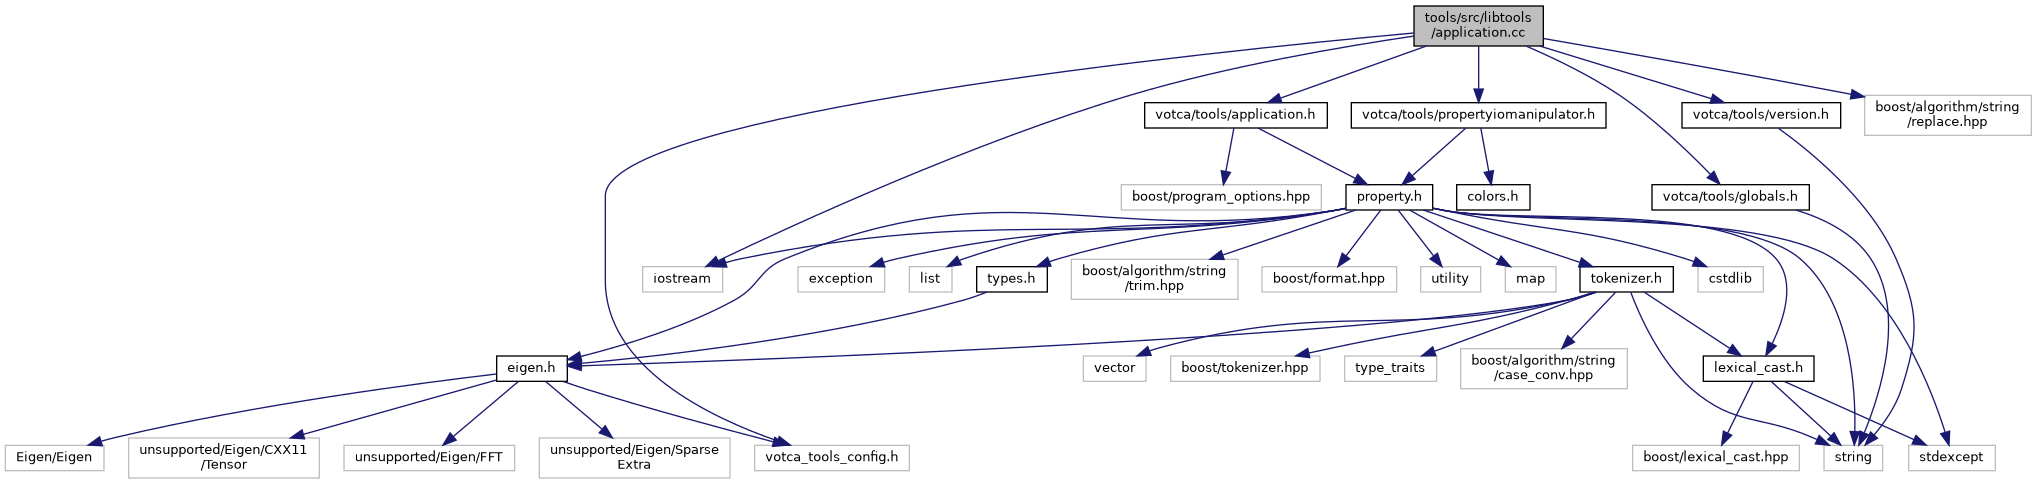 tools/src/libtools
/application.cc
votca/tools/application.h
votca/tools/propertyiomanipulator.h
votca/tools/version.h
boost/algorithm/string
/replace.hpp
boost/program_options.hpp
property.h
colors.h
votca/tools/globals.h
iostream
exception
list
types.h
boost/algorithm/string
/trim.hpp
boost/format.hpp
utility
map
tokenizer.h
cstdlib
eigen.h
vector
boost/tokenizer.hpp
type_traits
boost/algorithm/string
/case_conv.hpp
lexical_cast.h
Eigen/Eigen
unsupported/Eigen/CXX11
/Tensor
unsupported/Eigen/FFT
unsupported/Eigen/Sparse
Extra
votca_tools_config.h
boost/lexical_cast.hpp
string
stdexcept